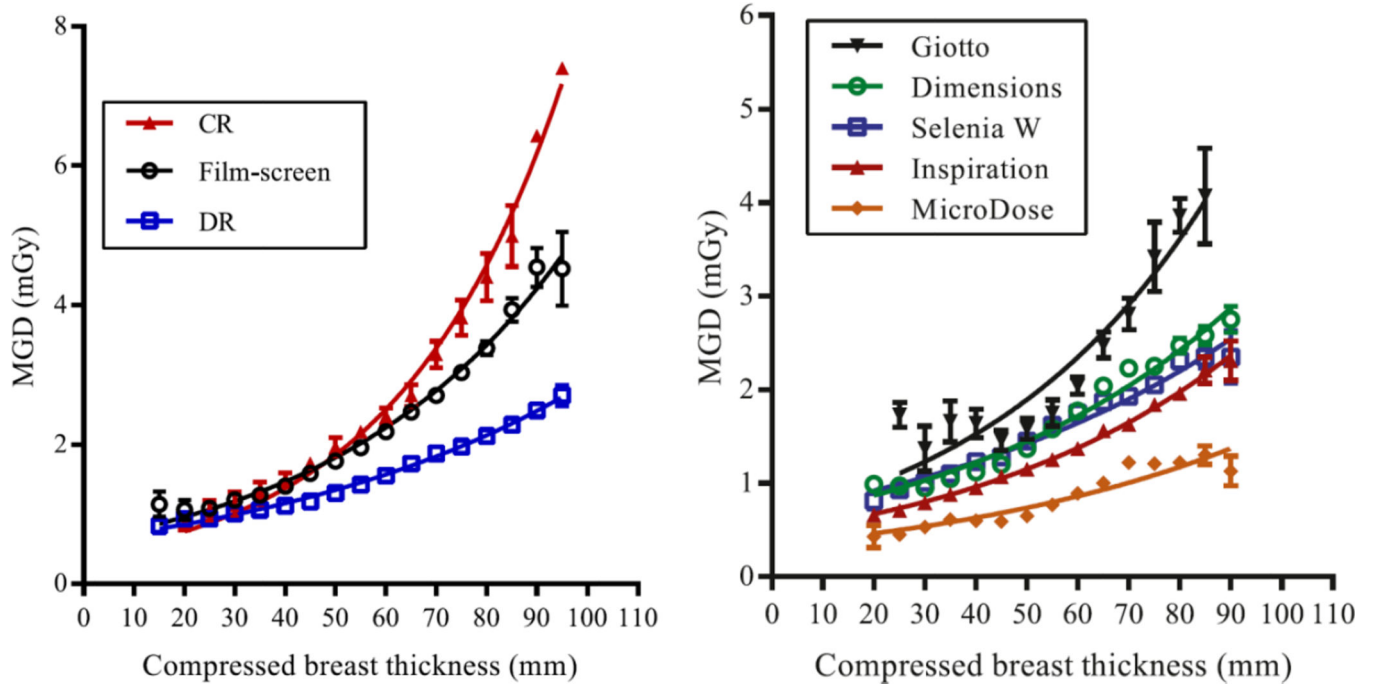 8
6
4
2
0
MGD (mGy)
CR
Film-screen
DR
0 10 20 30 40 50 60 70 80 90 100 110
Compressed breast thickness (mm)
6
5
4
3
2
1
0
MGD (mGy)
Giotto
Dimensions
Selenia W
Inspiration
MicroDose
0 10 20 30 40 50 60 70 80 90 100 110
Compressed breast thickness (mm)